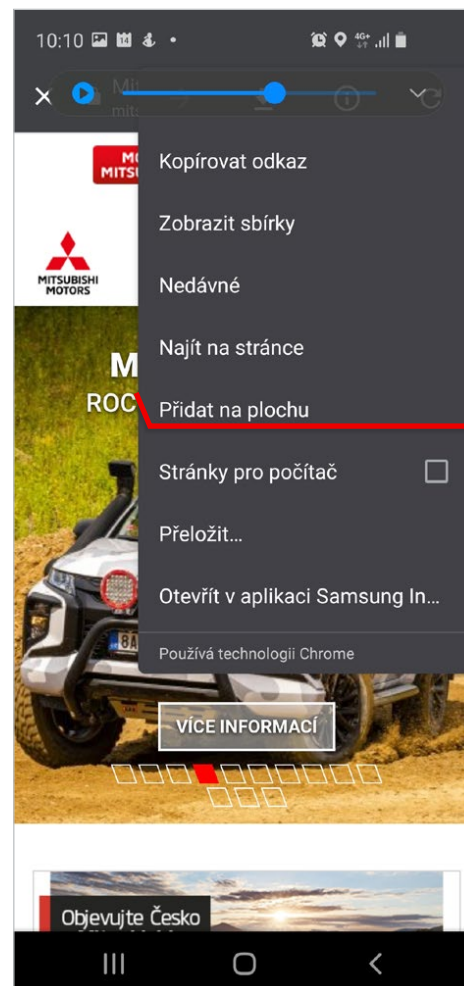 10:10
4G+
Kopírovat odkaz
Zobrazit sbírky
MITSUBISHI
MOTORS
Nedávné
Najít na stránce
Přidat na plochu
Stránky pro počítač
Přeložit…
Otevřít v aplikaci Samsung In…
Používá technologii Chrome
VÍCE INFORMACÍ
Objevujte Česko